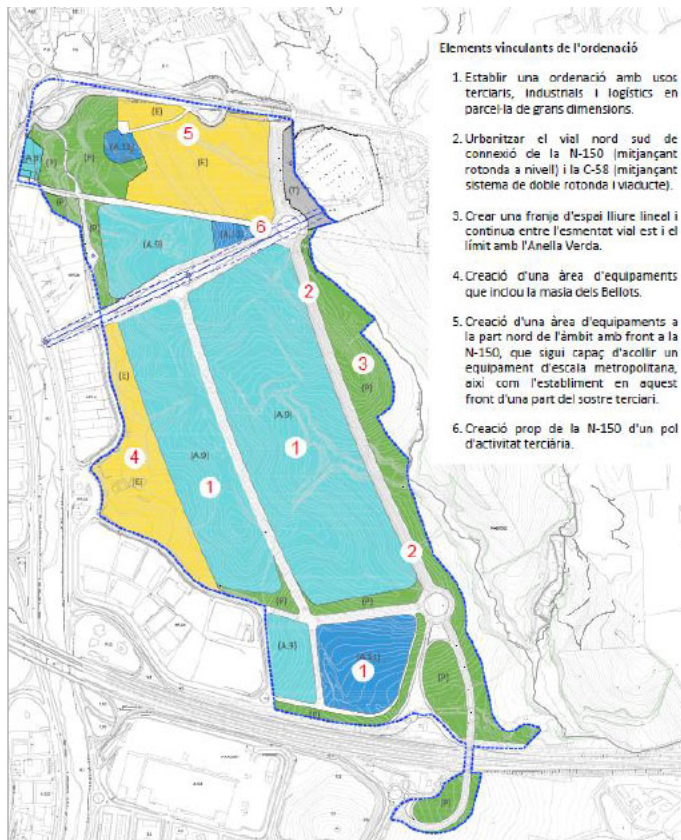 Elements vinculants de l'ordenació
1. Establir una ordenació amb usos
terciaris, industrials i logístics en
parcel·la de grans dimensions.
2. Urbanitzar el vial nord sud de
connexió de la N-150 (mitjançant
rotonda a nivell) i la C-58 (mitjançant
sistema de doble rotonda i viaducte).
3. Crear una franja d'espai lliure lineal i
continua entre l'esmentat vial est i el
límit amb l'Anella Verda.
4. Creació d'una àrea d'equipaments
que inclou la masia dels Bellots.
5. Creació d'una àrea d'equipaments a
la part nord de l'àmbit amb front a la
N-150, que sigui capaç d'acollir un
equipament d'escala metropolitana,
així com l'establiment en aquest
front d'una part del sostre terciari.
6. Creació prop de la N-150 d'un pol
d'activitat terciària.
(E)
5
(E)
(P)
(P)
(P)
(T)
6
(A.9)
2
3
(P)
(E)
(A.9)
1
4
(E)
(A.9)
1
2
(P)
(P)
1
(P)
(P)
(P)